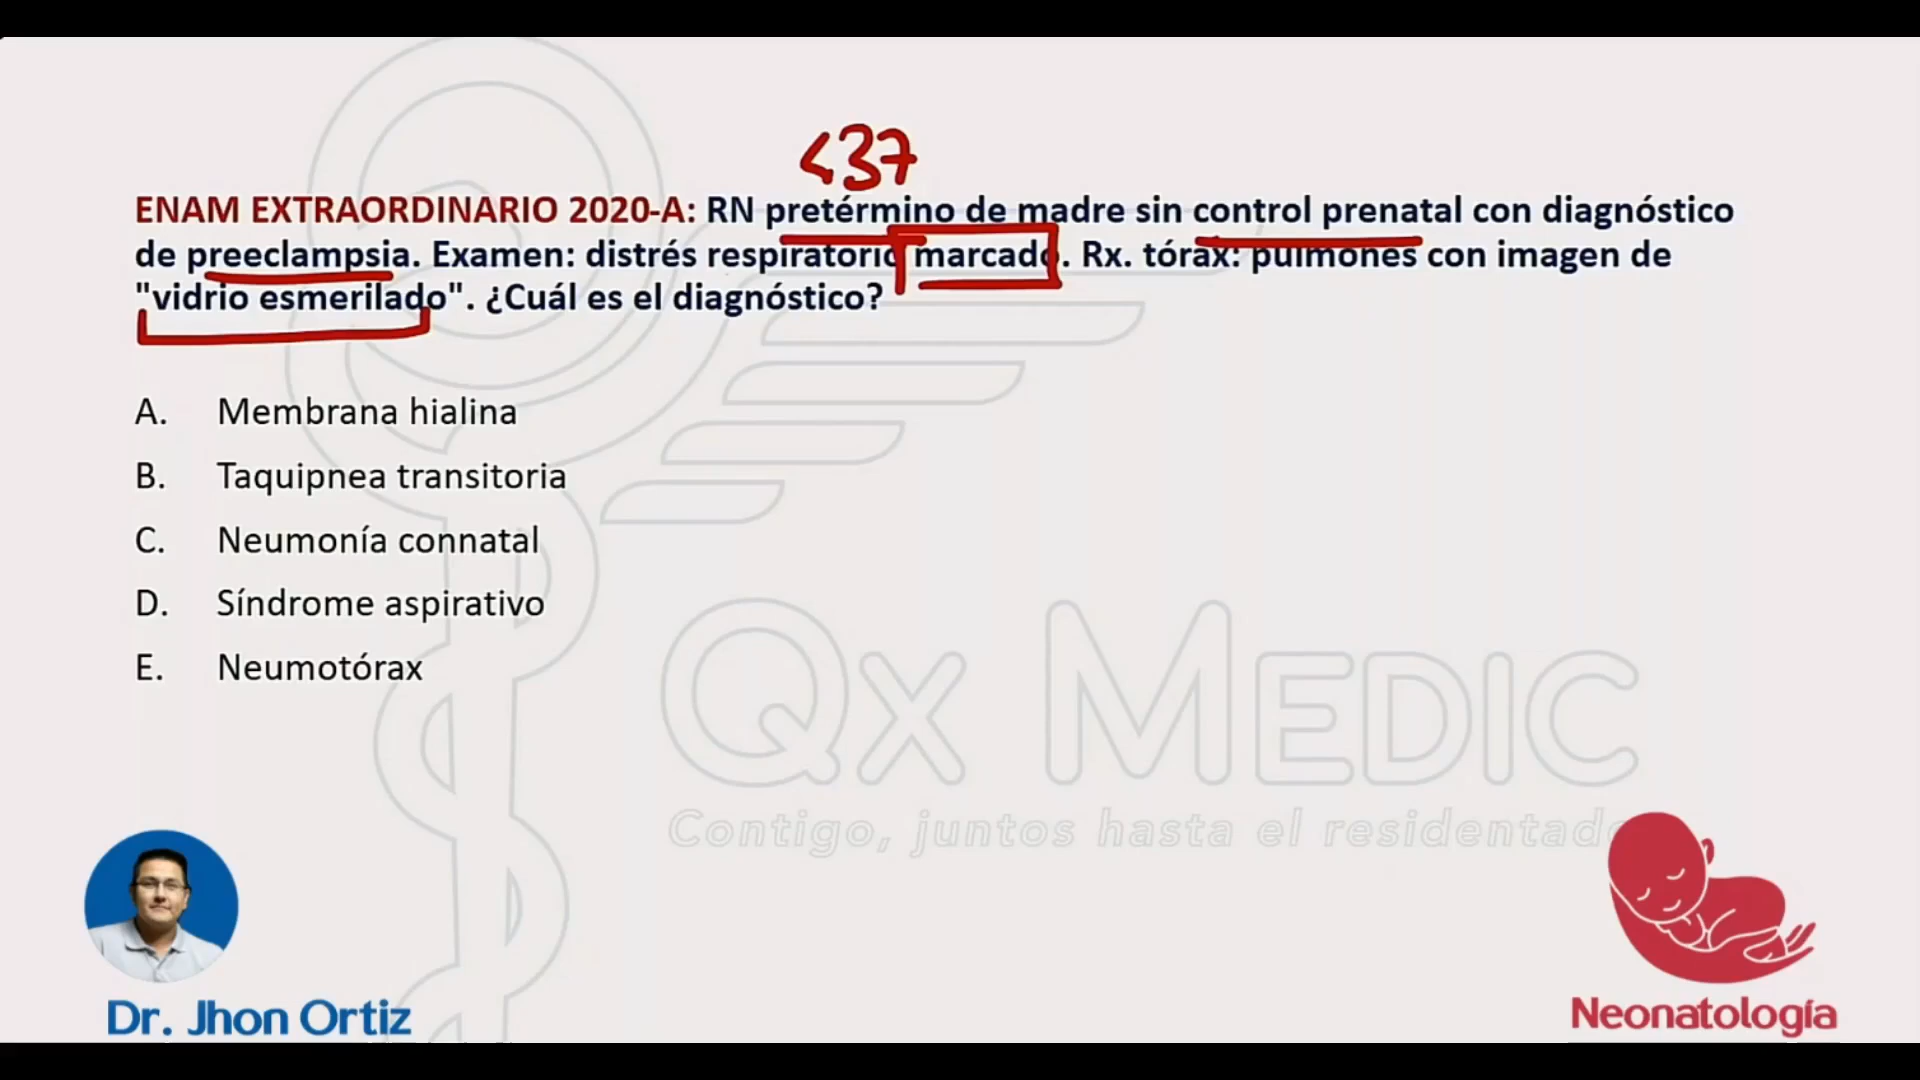 <37
ENAM EXTRAORDINARIO 2020-A: RN pretérmino de madre sin control prenatal con diagnóstico
de preeclampsia. Examen: distrés respiratorio marcado. Rx. tórax: pulmones con imagen de
"vidrio esmerilado". ¿Cuál es el diagnóstico?
A. Membrana hialina
B. Taquipnea transitoria
C. Neumonía connatal
D. Síndrome aspirativo
E. Neumotórax
Qx MEDIC
Contigo, juntos hasta el residentado
Dr. Jhon Ortiz
Neonatología